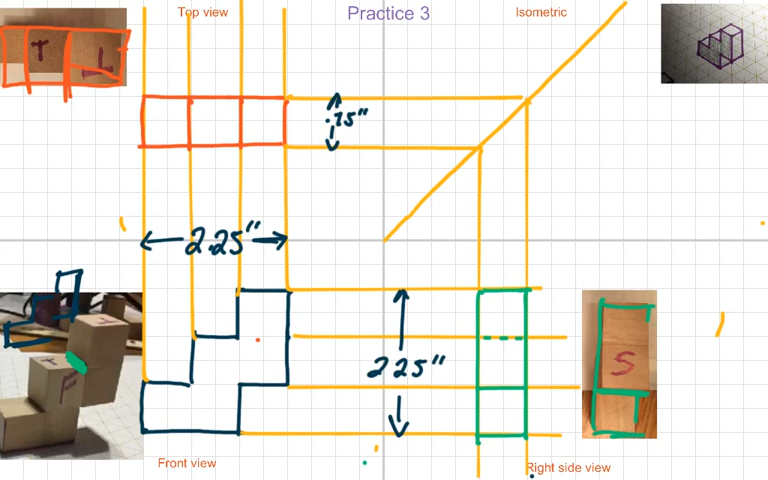 Top view
Practice 3
Isometric
T
L
.75"
2.25"
2 25"
T
T
F
S
Front view
Right side view